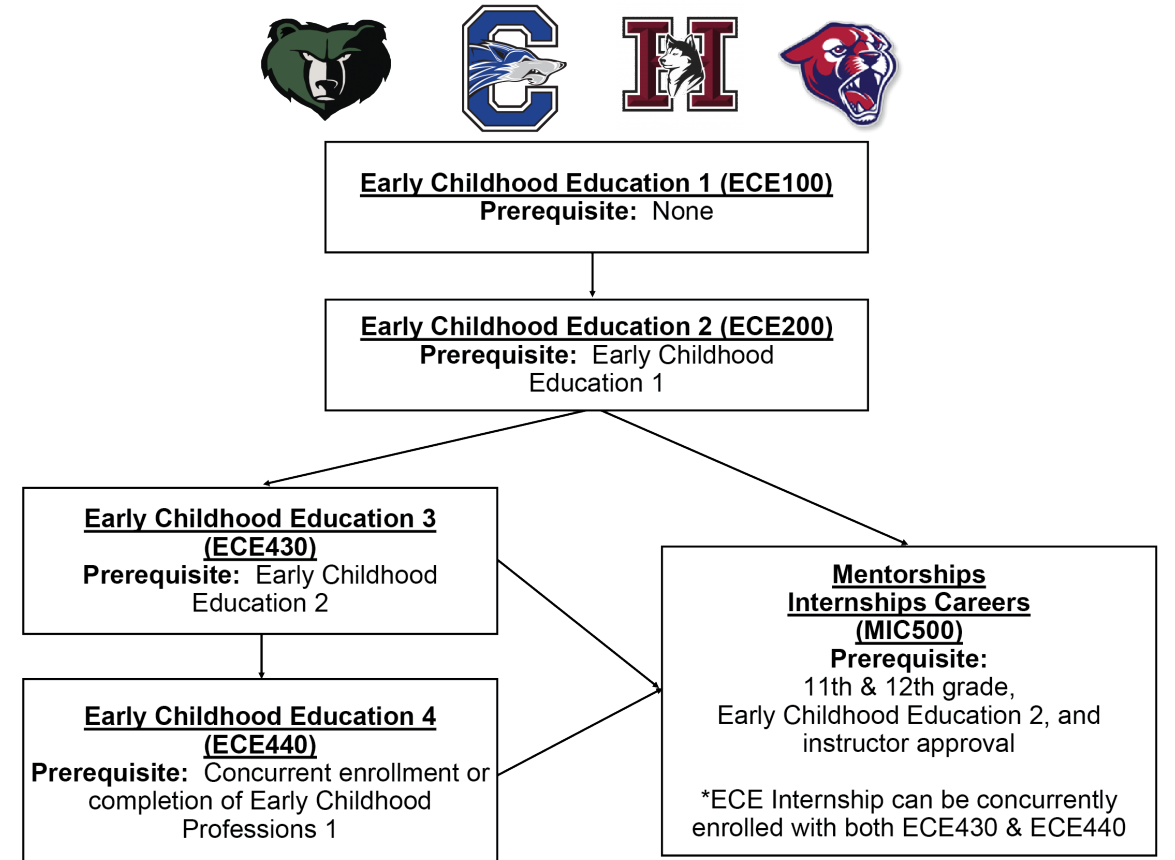 C
H
Early Childhood Education 1 (ECE100)
Prerequisite: None
Early Childhood Education 2 (ECE200)
Prerequisite: Early Childhood
Education 1
Early Childhood Education 3
(ECE430)
Prerequisite: Early Childhood
Education 2
Early Childhood Education 4
(ECE440)
Prerequisite: Concurrent enrollment or
completion of Early Childhood
Professions 1
Mentorships
Internships Careers
(MIC500)
Prerequisite:
11th & 12th grade,
Early Childhood Education 2, and
instructor approval
*ECE Internship can be concurrently
enrolled with both ECE430 & ECE440